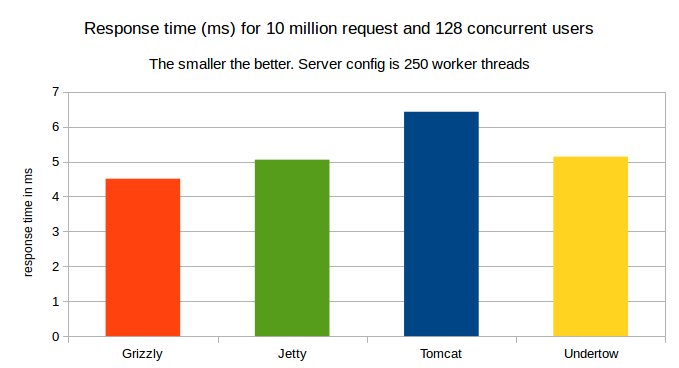 Response time (ms) for 10 million request and 128 concurrent users
The smaller the better. Server config is 250 worker threads
response time in ms
7
6
5
4
3
2
1
0
Grizzly Jetty Tomcat Undertow